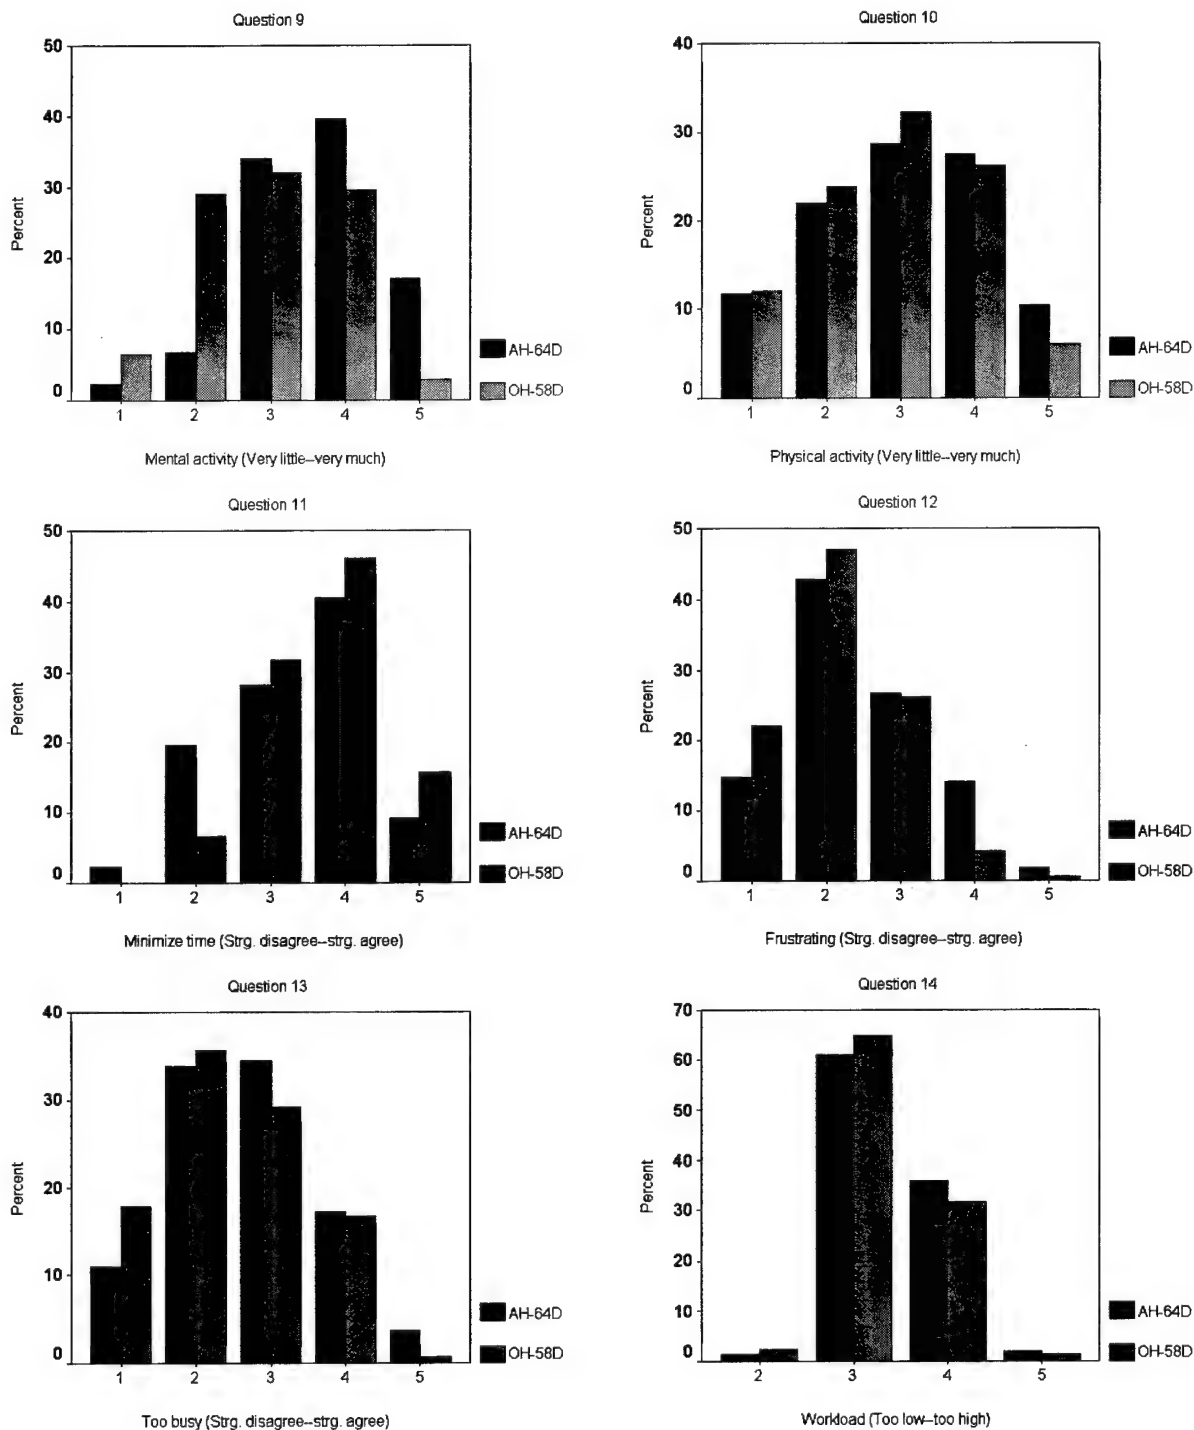 Question 9
50
40
30
20
10
0
Percent
1 2 3 4 5
AH-64D
OH-58D
Mental activity (Very little--very much)
Question 10
40
30
20
10
0
Percent
1 2 3 4 5
AH-64D
OH-58D
Physical activity (Very little--very much)
Question 11
50
40
30
20
10
0
Percent
1 2 3 4 5
AH-64D
OH-58D
Minimize time (Strg. disagree--strg. agree)
Question 12
50
40
30
20
10
0
Percent
1 2 3 4 5
AH-64D
OH-58D
Frustrating (Strg. disagree--strg. agree)
Question 13
40
30
20
10
0
Percent
1 2 3 4 5
AH-64D
OH-58D
Too busy (Strg. disagree--strg. agree)
Question 14
70
60
50
40
30
20
10
0
Percent
2 3 4 5
AH-64D
OH-58D
Workload (Too low--too high)